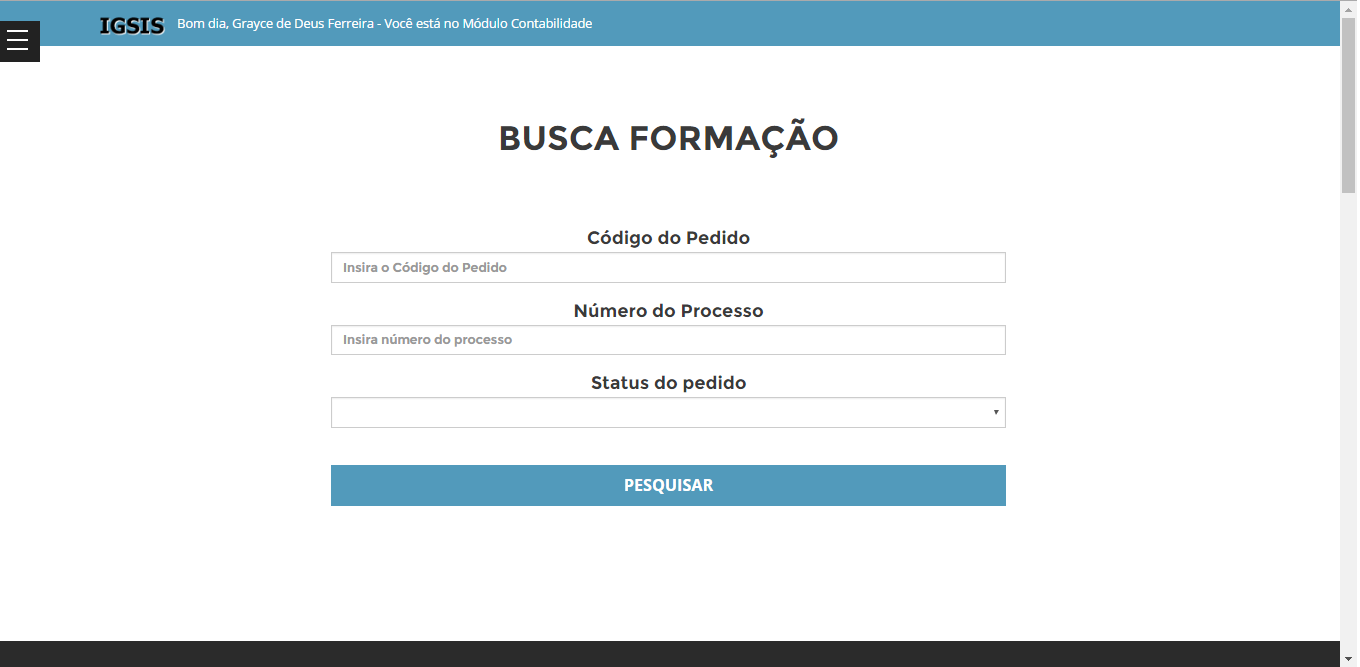 IGSIS Bom dia, Grayce de Deus Ferreira - Você está no Módulo Contabilidade
BUSCA FORMAÇÃO
Código do Pedido
Insira o Código do Pedido
Número do Processo
Insira número do processo
Status do pedido
PESQUISAR